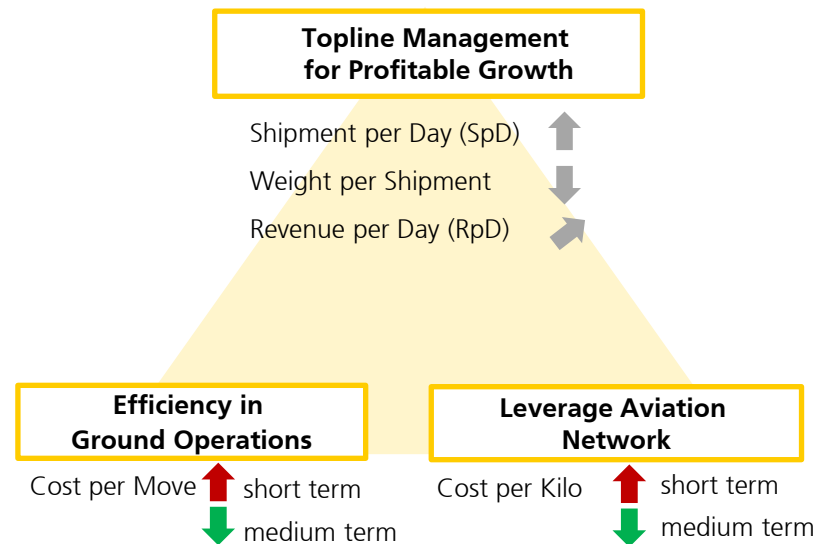 Topline Management
for Profitable Growth
Shipment per Day (SpD)
Weight per Shipment
Revenue per Day (RpD)
Efficiency in
Ground Operations
Cost per Move
short term
medium term
Leverage Aviation
Network
Cost per Kilo
short term
medium term